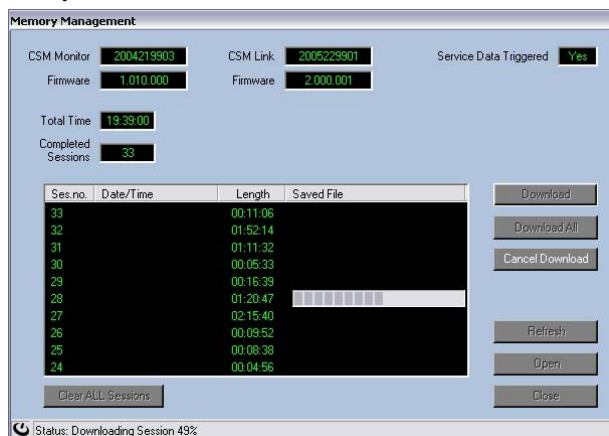 Memory Management
CSM Monitor 2004219903 CSM Link 2005229901 Service Data Triggered Yes
Firmware 1.010.000 Firmware 2.000.001
Total Time 19:39:00
Completed
Sessions 33
Ses.no. Date/Time Length Saved File
33 00:11:06
32 01:52:14
31 01:11:32
30 00:05:33
29 00:16:39
28 01:20:47
27 02:15:40
26 00:09:52
25 00:08:38
24 00:04:56
Download
Download All
Cancel Download
Refresh
Open
Close
Clear ALL Sessions
Status: Downloading Session 49%